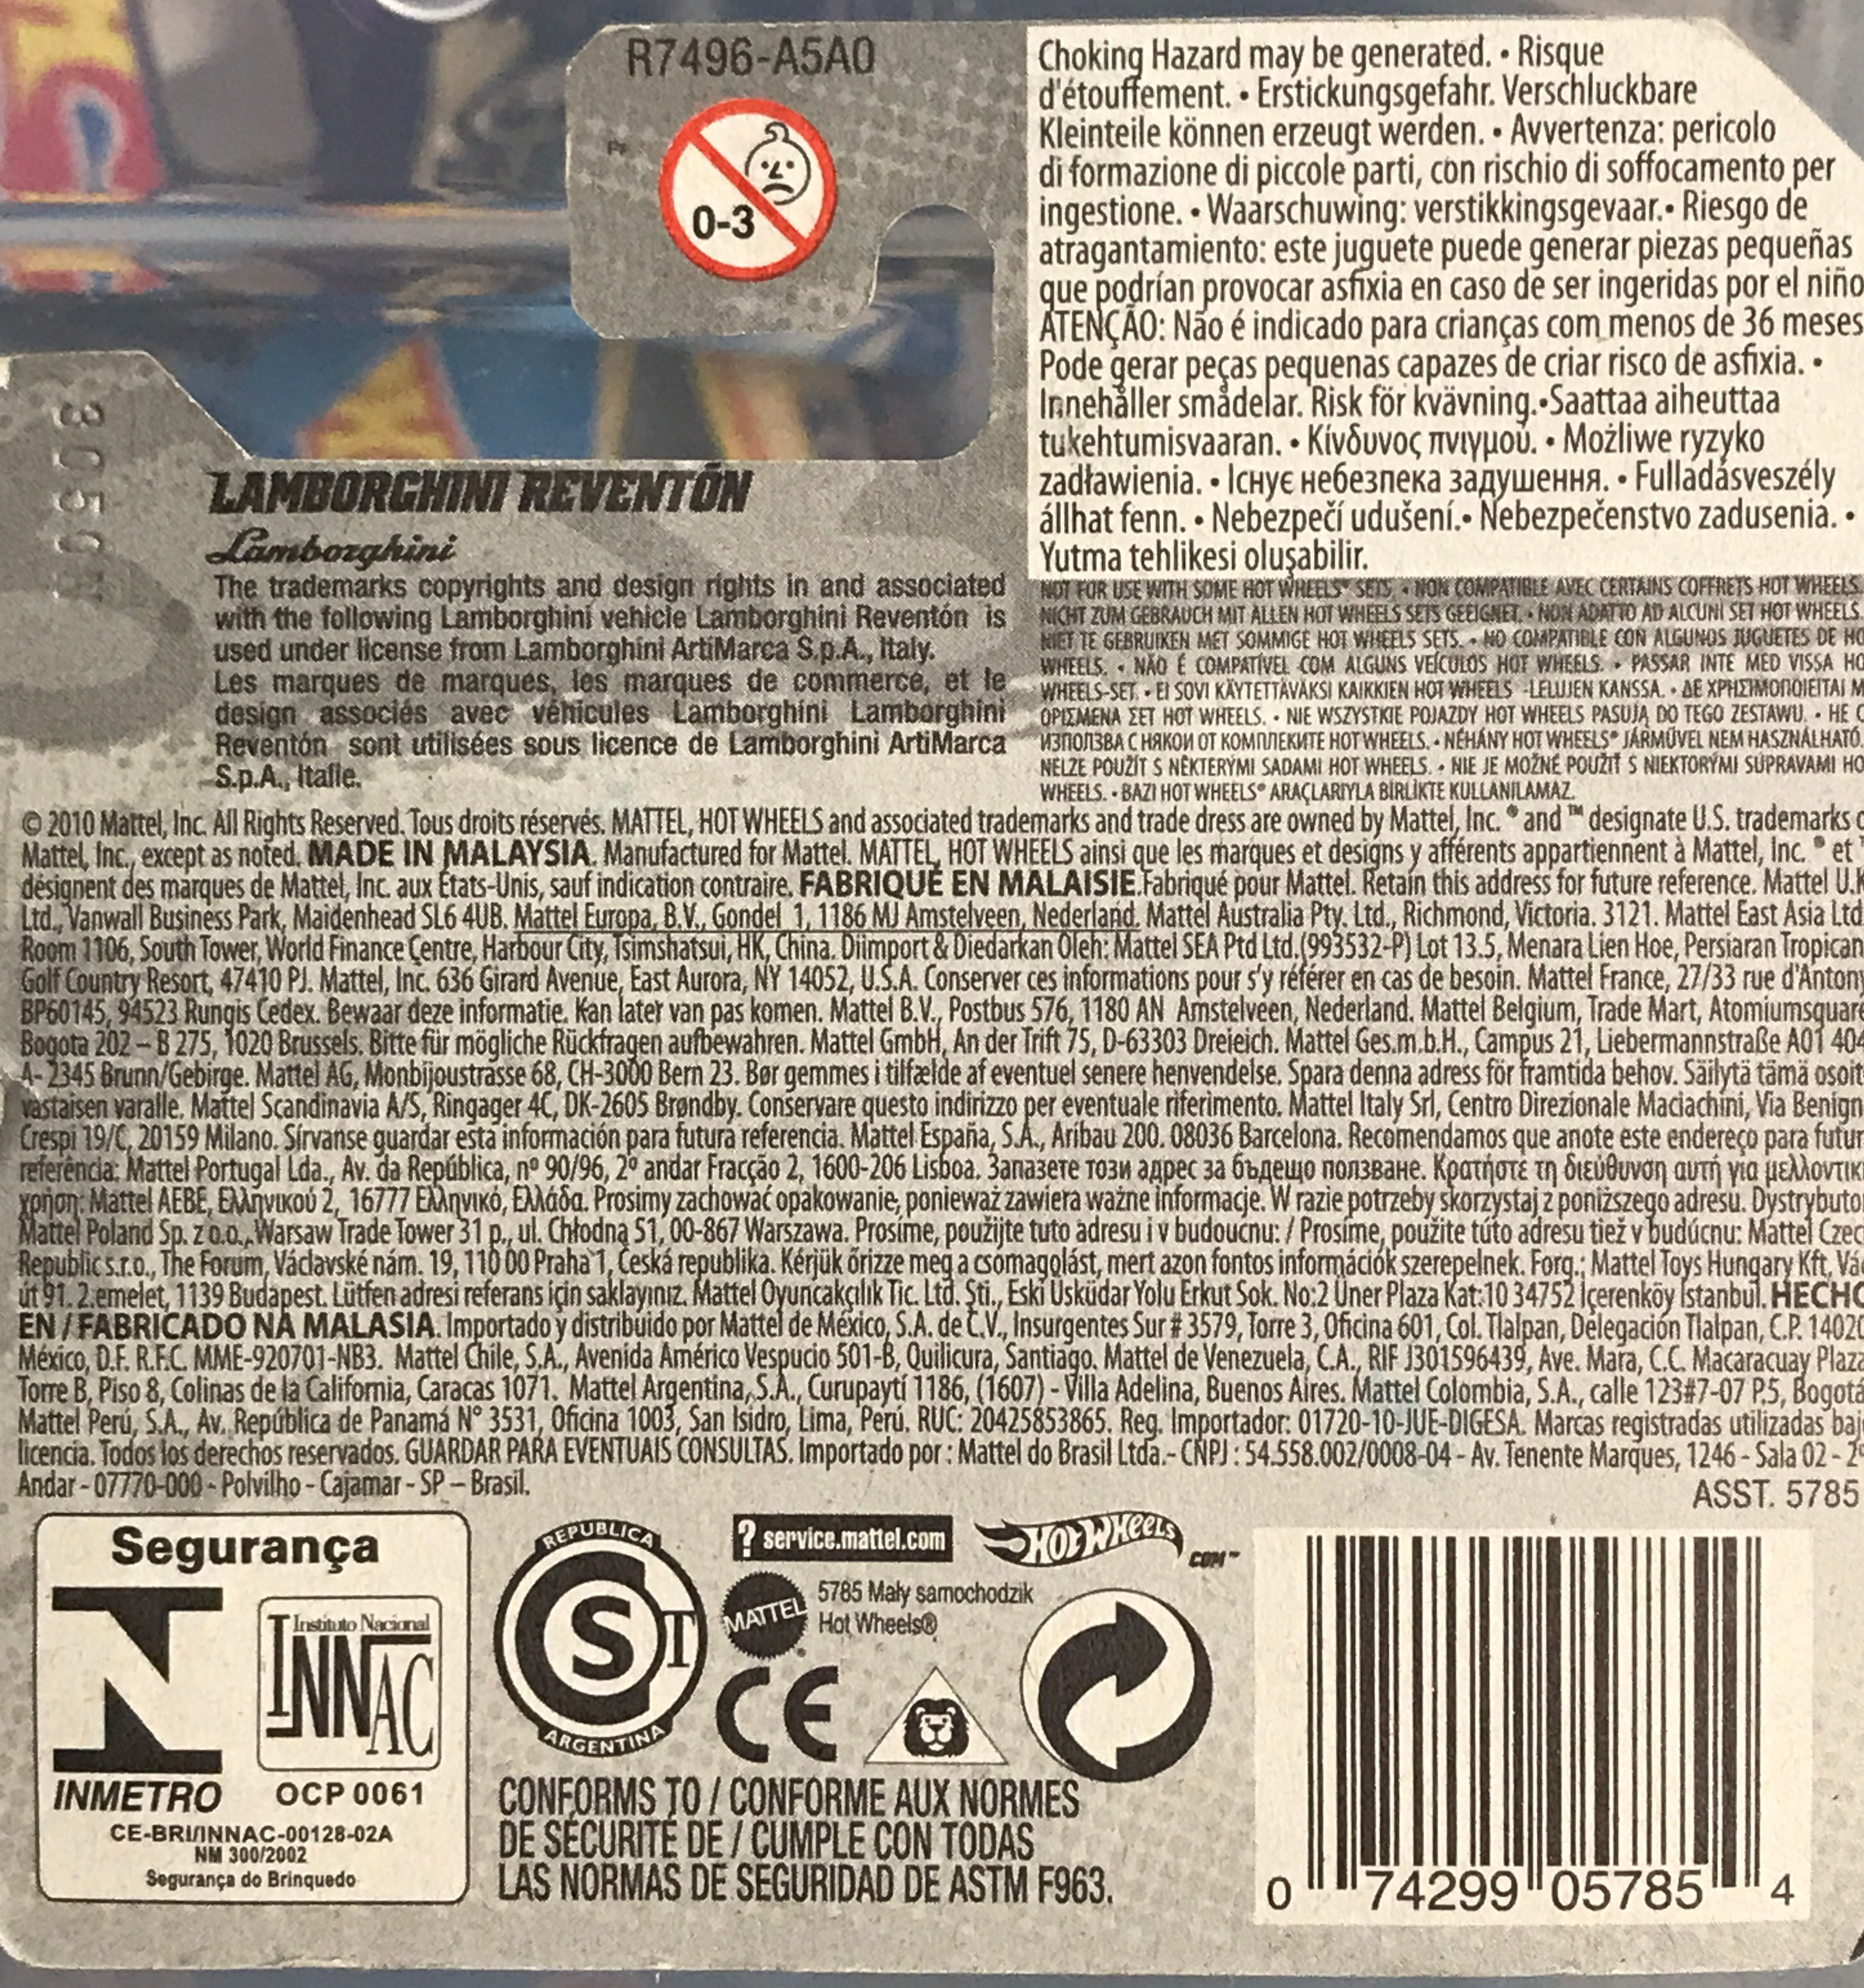 R7496-A5A0
0-3
Choking Hazard may be generated. • Risque
d'étouffement. • Erstickungsgefahr. Verschluckbare
Kleinteile können erzeugt werden. • Avvertenza: pericolo
di formazione di piccole parti, con rischio di soffocamento per
ingestione. • Waarschuwing: verstikkingsgevaar.• Riesgo de
atragantamiento: este juguete puede generar piezas pequeñas
que podrían provocar asfixia en caso de ser ingeridas por el niño
ATENÇÃO: Não é indicado para crianças com menos de 36 meses
Pode gerar peças pequenas capazes de criar risco de asfixia. •
Innehåller smådelar. Risk för kvävning.•Saattaa aiheuttaa
tukehtumisvaaran. • Κίνδυνος πνιγμού. • Możliwe ryzyko
zadławienia. • Існує небезпека задушення. • Fulladásveszély
állhat fenn. • Nebezpečí udušení.• Nebezpečenstvo zadusenia. •
Yutma tehlikesi oluşabilir.
LAMBORGHINI REVENTÓN
Lamborghini
The trademarks copyrights and design rights in and associated
with the following Lamborghini vehicle Lamborghini Reventón is
used under license from Lamborghini ArtiMarca S.p.A., Italy.
Les marques de marques, les marques de commerce, et le
design associés avec véhicules Lamborghini Lamborghini
Reventón sont utilisées sous licence de Lamborghini ArtiMarca
S.p.A., Italie.
NOT FOR USE WITH SOME HOT WHEELS® SETS. • NON COMPATIBLE AVEC CERTAINS COFFRETS HOT WHEELS.
NICHT ZUM GEBRAUCH MIT ALLEN HOT WHEELS SETS GEEIGNET. • NON ADATTO AD ALCUNI SET HOT WHEELS.
NIET TE GEBRUIKEN MET SOMMIGE HOT WHEELS SETS. • NO COMPATIBLE CON ALGUNOS JUGUETES DE HO
WHEELS. • NÃO É COMPATÍVEL COM ALGUNS VEÍCULOS HOT WHEELS. • PASSAR INTE MED VISSA HO
WHEELS-SET. • EI SOVI KÄYTETTÄVÄKSI KAIKKIEN HOT WHEELS -LELUJEN KANSSA. • ΔΕ ΧΡΗΣΙΜΟΠΟΙΕΙΤΑΙ Μ
ΟΡΙΣΜΕΝΑ ΣΕΤ HOT WHEELS. • NIE WSZYSTKIE POJAZDY HOT WHEELS PASUJĄ DO TEGO ZESTAWU. • НЕ С
ИЗПОЛЗВА С НЯКОИ ОТ КОМПЛЕКИТЕ HOT WHEELS. • NÉHÁNY HOT WHEELS® JÁRMŰVEL NEM HASZNÁLHATÓ.
NELZE POUŽÍT S NĚKTERÝMI SADAMI HOT WHEELS. • NIE JE MOŽNÉ POUŽIŤ S NIEKTORÝMI SÚPRAVAMI HO
WHEELS. • BAZI HOT WHEELS® ARAÇLARIYLA BİRLİKTE KULLANILAMAZ.
© 2010 Mattel, Inc. All Rights Reserved. Tous droits réservés. MATTEL, HOT WHEELS and associated trademarks and trade dress are owned by Mattel, Inc. ® and ™ designate U.S. trademarks o
Mattel, Inc., except as noted. MADE IN MALAYSIA. Manufactured for Mattel. MATTEL, HOT WHEELS ainsi que les marques et designs y afférents appartiennent à Mattel, Inc. ® et ™
désignent des marques de Mattel, Inc. aux États-Unis, sauf indication contraire. FABRIQUÉ EN MALAISIE.Fabriqué pour Mattel. Retain this address for future reference. Mattel U.K
Ltd., Vanwall Business Park, Maidenhead SL6 4UB. Mattel Europa, B.V., Gondel 1, 1186 MJ Amstelveen, Nederland. Mattel Australia Pty. Ltd., Richmond, Victoria. 3121. Mattel East Asia Ltd
Room 1106, South Tower, World Finance Centre, Harbour City, Tsimshatsui, HK, China. Diimport & Diedarkan Oleh: Mattel SEA Ptd Ltd.(993532-P) Lot 13.5, Menara Lien Hoe, Persiaran Tropican
Golf Country Resort, 47410 PJ. Mattel, Inc. 636 Girard Avenue, East Aurora, NY 14052, U.S.A. Conserver ces informations pour s'y référer en cas de besoin. Mattel France, 27/33 rue d'Antony
BP60145, 94523 Rungis Cedex. Bewaar deze informatie. Kan later van pas komen. Mattel B.V., Postbus 576, 1180 AN Amstelveen, Nederland. Mattel Belgium, Trade Mart, Atomiumsquare
Bogota 202 – B 275, 1020 Brussels. Bitte für mögliche Rückfragen aufbewahren. Mattel GmbH, An der Trift 75, D-63303 Dreieich. Mattel Ges.m.b.H., Campus 21, Liebermannstraße A01 404
A- 2345 Brunn/Gebirge. Mattel AG, Monbijoustrasse 68, CH-3000 Bern 23. Bør gemmes i tilfælde af eventuel senere henvendelse. Spara denna adress för framtida behov. Säilytä tämä osoit
vastaisen varalle. Mattel Scandinavia A/S, Ringager 4C, DK-2605 Brøndby. Conservare questo indirizzo per eventuale riferimento. Mattel Italy Srl, Centro Direzionale Maciachini, Via Benign
Crespi 19/C, 20159 Milano. Sírvanse guardar esta información para futura referencia. Mattel España, S.A., Aribau 200. 08036 Barcelona. Recomendamos que anote este endereço para futur
referência: Mattel Portugal Lda., Av. da República, nº 90/96, 2º andar Fracção 2, 1600-206 Lisboa. Запазете този адрес за бъдещо ползване. Κρατήστε τη διεύθυνση αυτή για μελλοντικ
χρήση: Mattel AEBE, Ελληνικού 2, 16777 Ελληνικό, Ελλάδα. Prosimy zachować opakowanie, ponieważ zawiera ważne informacje. W razie potrzeby skorzystaj z poniższego adresu. Dystrybutor
Mattel Poland Sp. z o.o., Warsaw Trade Tower 31 p., ul. Chłodna 51, 00-867 Warszawa. Prosíme, použijte tuto adresu i v budoucnu: / Prosíme, použite túto adresu tiež v budúcnu: Mattel Czec
Republic s.r.o., The Forum, Václavské nám. 19, 110 00 Praha 1, Česká republika. Kérjük őrizze meg a csomagolást, mert azon fontos információk szerepelnek. Forg.: Mattel Toys Hungary Kft, Vác
út 91. 2.emelet, 1139 Budapest. Lütfen adresi referans için saklayınız. Mattel Oyuncakçılık Tic. Ltd. Şti., Eski Üsküdar Yolu Erkut Sok. No:2 Üner Plaza Kat:10 34752 İçerenköy İstanbul. HECHO
EN / FABRICADO NA MALASIA. Importado y distribuido por Mattel de México, S.A. de C.V., Insurgentes Sur # 3579, Torre 3, Oficina 601, Col. Tlalpan, Delegación Tlalpan, C.P. 14020
México, D.F. R.F.C. MME-920701-NB3. Mattel Chile, S.A., Avenida Américo Vespucio 501-B, Quilicura, Santiago. Mattel de Venezuela, C.A., RIF J301596439, Ave. Mara, C.C. Macaracuay Plaza
Torre B, Piso 8, Colinas de la California, Caracas 1071. Mattel Argentina, S.A., Curupaytí 1186, (1607) - Villa Adelina, Buenos Aires. Mattel Colombia, S.A., calle 123#7-07 P.5, Bogotá
Mattel Perú, S.A., Av. República de Panamá N° 3531, Oficina 1003, San Isidro, Lima, Perú. RUC: 20425853865. Reg. Importador: 01720-10-JUE-DIGESA. Marcas registradas utilizadas baj
licencia. Todos los derechos reservados. GUARDAR PARA EVENTUAIS CONSULTAS. Importado por : Mattel do Brasil Ltda.- CNPJ : 54.558.002/0008-04 - Av. Tenente Marques, 1246 - Sala 02 - 2º
Andar - 07770-000 - Polvilho - Cajamar - SP – Brasil.
ASST. 5785
Segurança
Instituto Nacional
INNAC
INMETRO OCP 0061
CE-BRI/INNAC-00128-02A
NM 300/2002
Segurança do Brinquedo
REPUBLICA
S T
ARGENTINA
? service.mattel.com
HOT WHEELS
COM™
MATTEL
5785 Mały samochodzik
Hot Wheels®
CE
CONFORMS TO / CONFORME AUX NORMES
DE SÉCURITÉ DE / CUMPLE CON TODAS
LAS NORMAS DE SEGURIDAD DE ASTM F963.
0 74299 05785 4